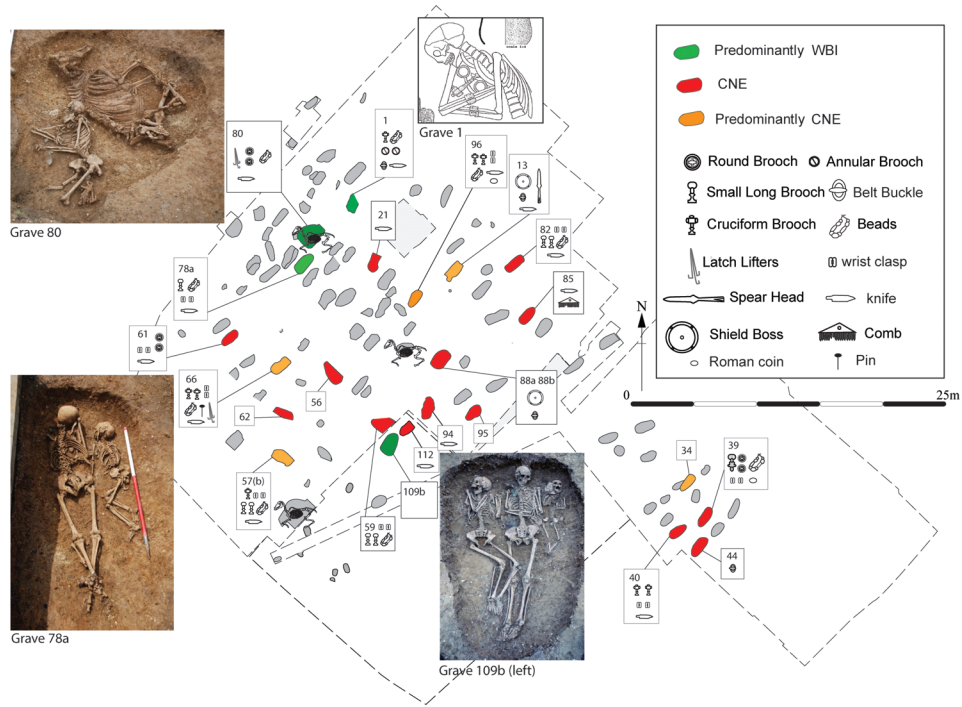 Grave 80
Grave 1
Grave 78a
Grave 109b (left)
80
1
96
13
21
82
78a
85
61
66
62
56
88a 88b
94
95
112
57(b)
109b
59
34
39
40
44
Predominantly WBI
CNE
Predominantly CNE
Round Brooch
Annular Brooch
Small Long Brooch
Belt Buckle
Cruciform Brooch
Beads
Latch Lifters
wrist clasp
Spear Head
knife
Shield Boss
Comb
Roman coin
Pin
N
0
25m